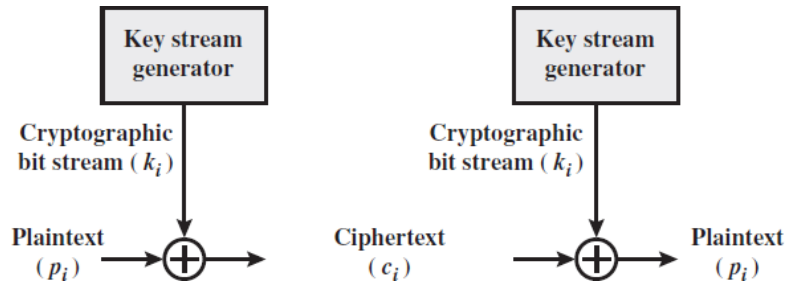 Key stream
generator
Cryptographic
bit stream ( kᵢ )
Plaintext
( pᵢ )
Ciphertext
( cᵢ )
Key stream
generator
Cryptographic
bit stream ( kᵢ )
Plaintext
( pᵢ )